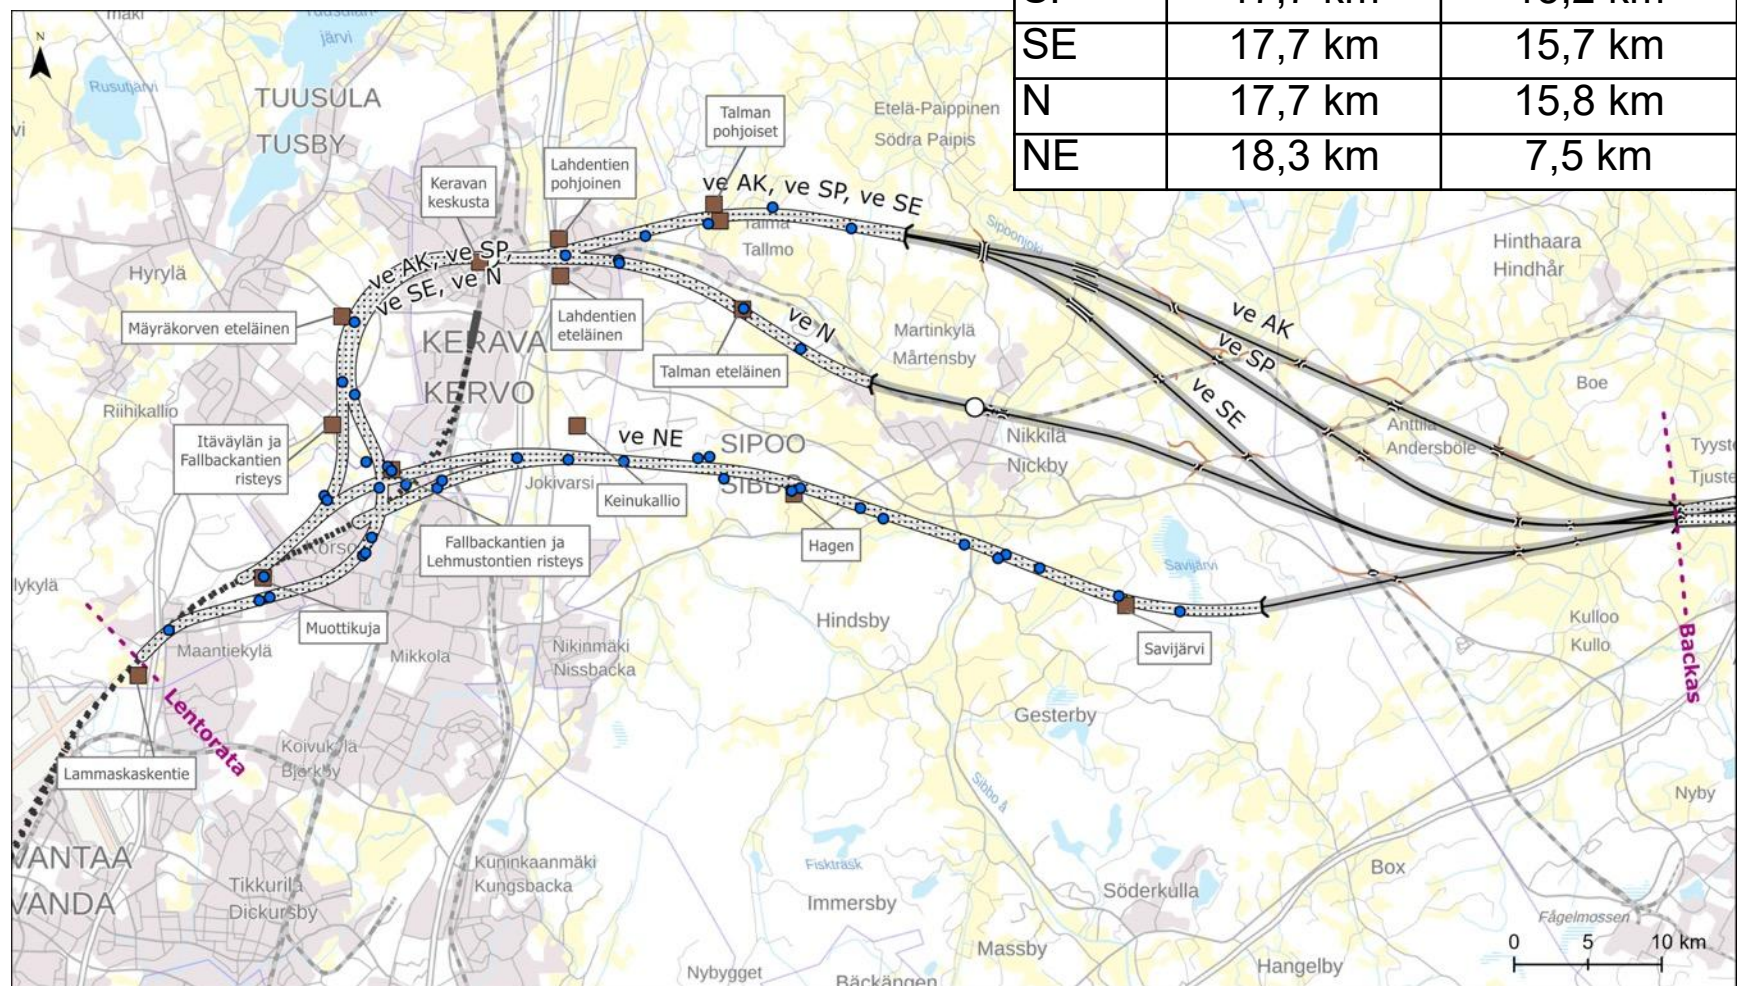 SE 17,7 km 15,7 km
N 17,7 km 15,8 km
NE 18,3 km 7,5 km
N
järvi
Rusutjärvi
TUUSULA
TUSBY
Talman
pohjoiset
Etelä-Paippinen
Södra Paipis
Lahdentien
pohjoinen
Keravan
keskusta
ve AK, ve SP, ve SE
Talma
Tallmo
Sipoonjoki
Hinthaara
Hindhår
Hyrylä
ve AK, ve SP,
ve SE, ve N
Mäyräkorven eteläinen
Lahdentien
eteläinen
ve N
Martinkylä
Mårtensby
ve AK
ve SP
ve SE
KERAVA
KERVO
Talman eteläinen
Boe
Riihikallio
Itäväylän ja
Fallbackantien
risteys
ve NE
SIPOO
Nikkilä
Nickby
Anttila
Andersböle
Jokivarsi
Keinukallio
Korso
Fallbackantien ja
Lehmustontien risteys
Hagen
Savijärvi
Muottikuja
Hindsby
Kulloo
Kullo
Maantiekylä
Mikkola
Nikinmäki
Nissbacka
Savijärvi
Backas
Lentorata
Lammaskaskentie
Koivukylä
Björkby
Gesterby
Sibbo å
Nyby
VANTAA
VANDA
Tikkurila
Dickursby
Kuninkaanmäki
Kungsbacka
Fiskträsk
Immersby
Söderkulla
Box
Fågelmossen
0 5 10 km
Massby
Hangelby
Nybygget
Bäckängen